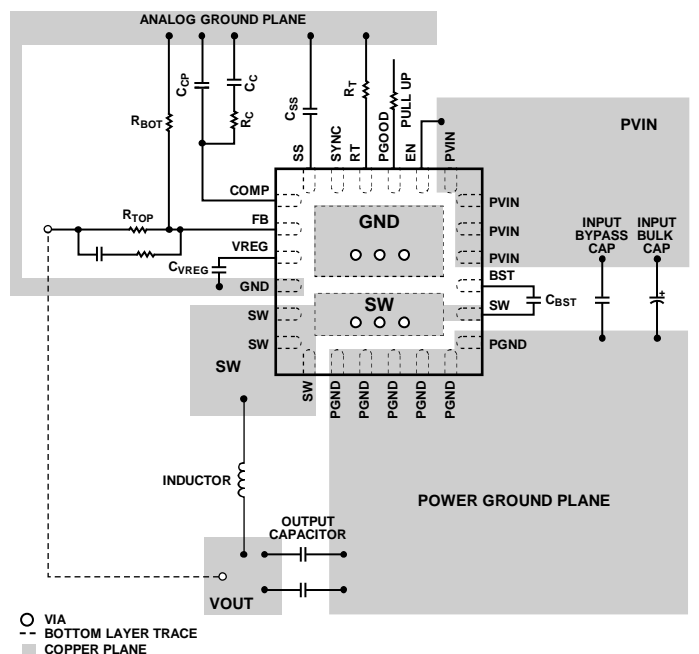 ANALOG GROUND PLANE
CCP
CC
RC
RBOT
CSS
RT
PULL UP
SS
SYNC
RT
PGOOD
EN
PVIN
PVIN
COMP
FB
VREG
GND
SW
SW
RTOP
CVREG
GND
SW
PVIN
PVIN
PVIN
BST
SW
PGND
CBST
INPUT
BYPASS
CAP
INPUT
BULK
CAP
+
SW
SW
PGND
PGND
PGND
PGND
PGND
INDUCTOR
OUTPUT
CAPACITOR
POWER GROUND PLANE
VOUT
VIA
BOTTOM LAYER TRACE
COPPER PLANE